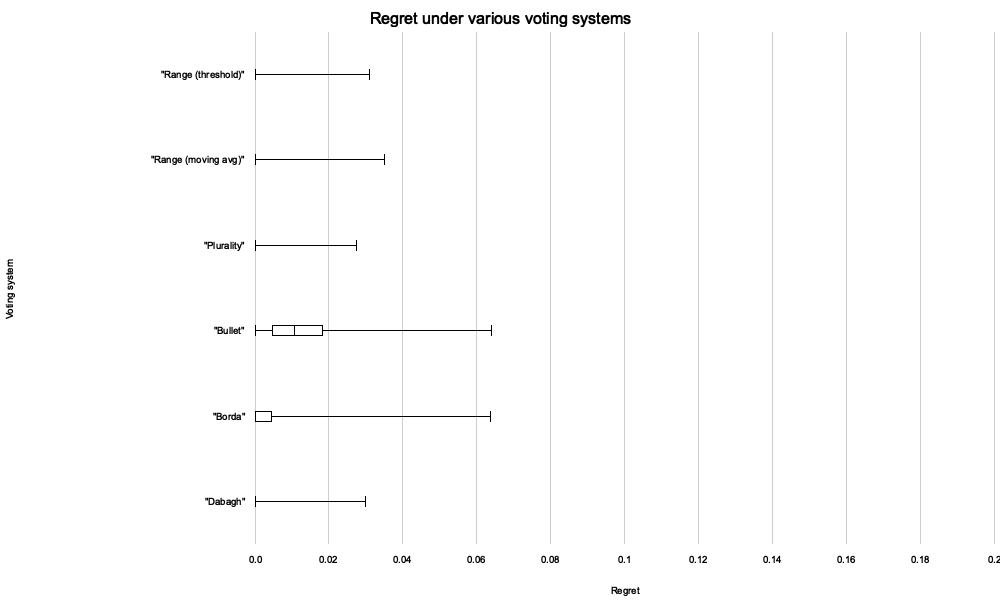 Regret under various voting systems
"Range (threshold)"
"Range (moving avg)"
"Plurality"
"Bullet"
"Borda"
"Dabagh"
Voting system
0.0 0.02 0.04 0.06 0.08 0.1 0.12 0.14 0.16 0.18 0.2
Regret